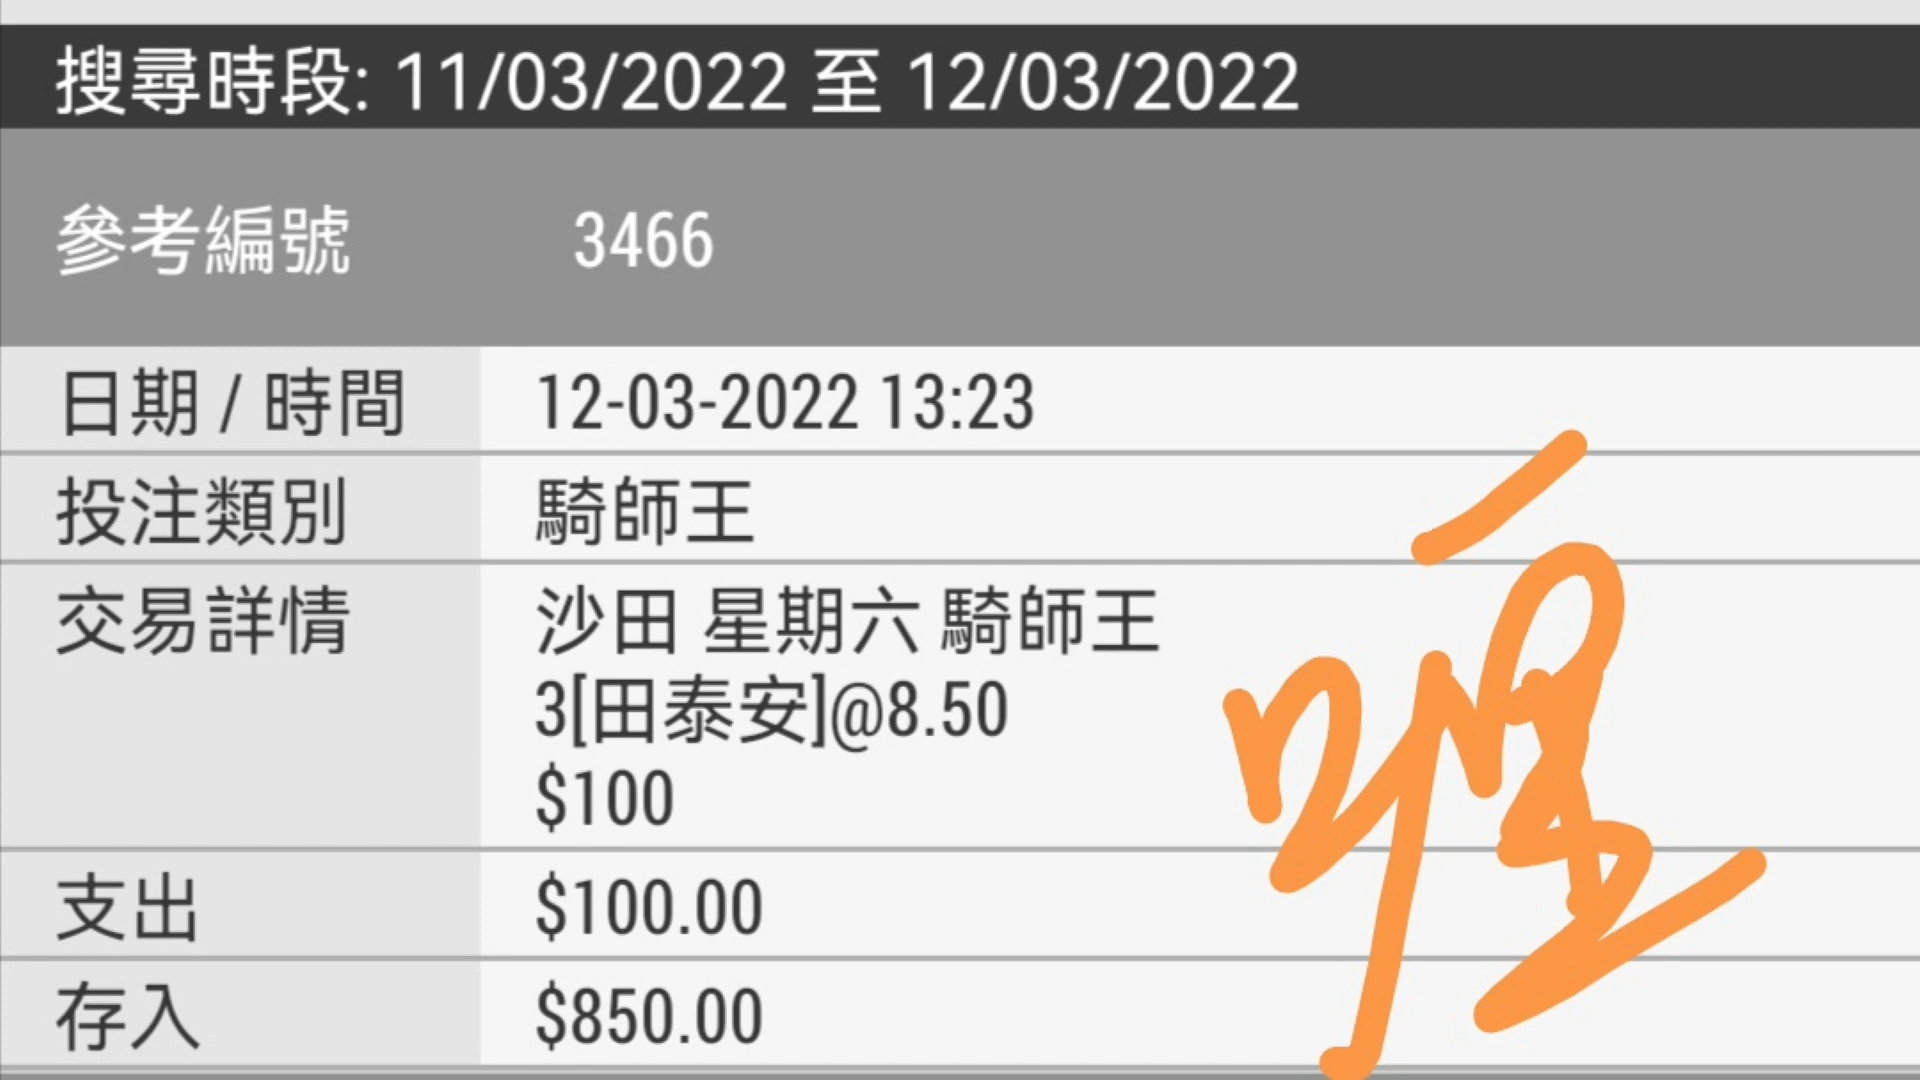 搜尋時段: 11/03/2022 至 12/03/2022
參考編號 3466
日期 / 時間 12-03-2022 13:23
投注類別 騎師王
交易詳情 沙田 星期六 騎師王
3[田泰安]@8.50
$100
支出 $100.00
存入 $850.00